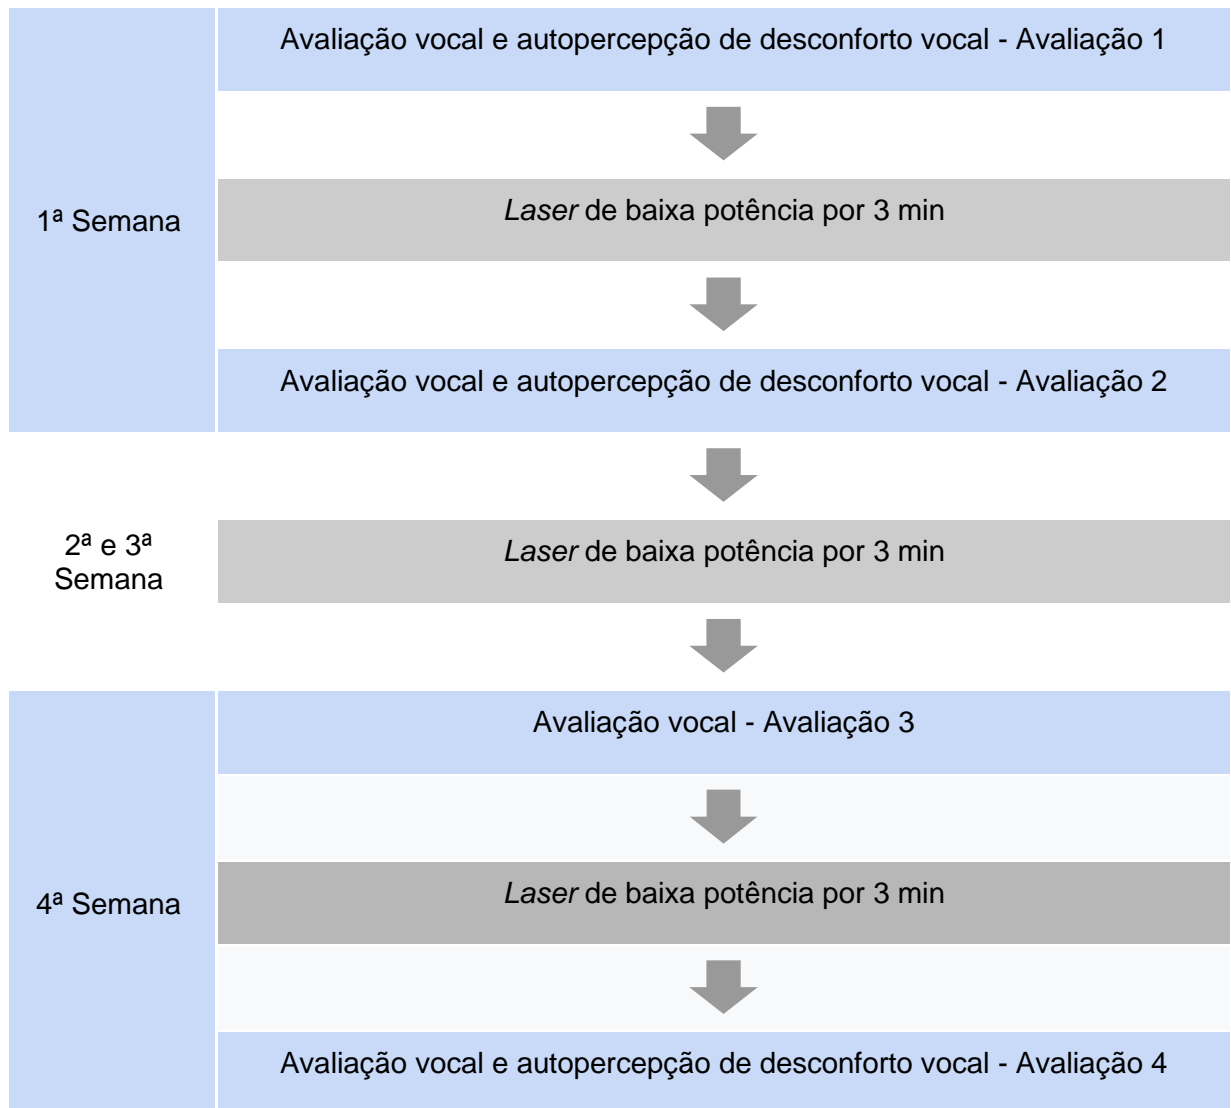 Avaliação vocal e autopercepção de desconforto vocal - Avaliação 1
1ª Semana
Laser de baixa potência por 3 min
Avaliação vocal e autopercepção de desconforto vocal - Avaliação 2
2ª e 3ª
Semana
Laser de baixa potência por 3 min
Avaliação vocal - Avaliação 3
4ª Semana
Laser de baixa potência por 3 min
Avaliação vocal e autopercepção de desconforto vocal - Avaliação 4